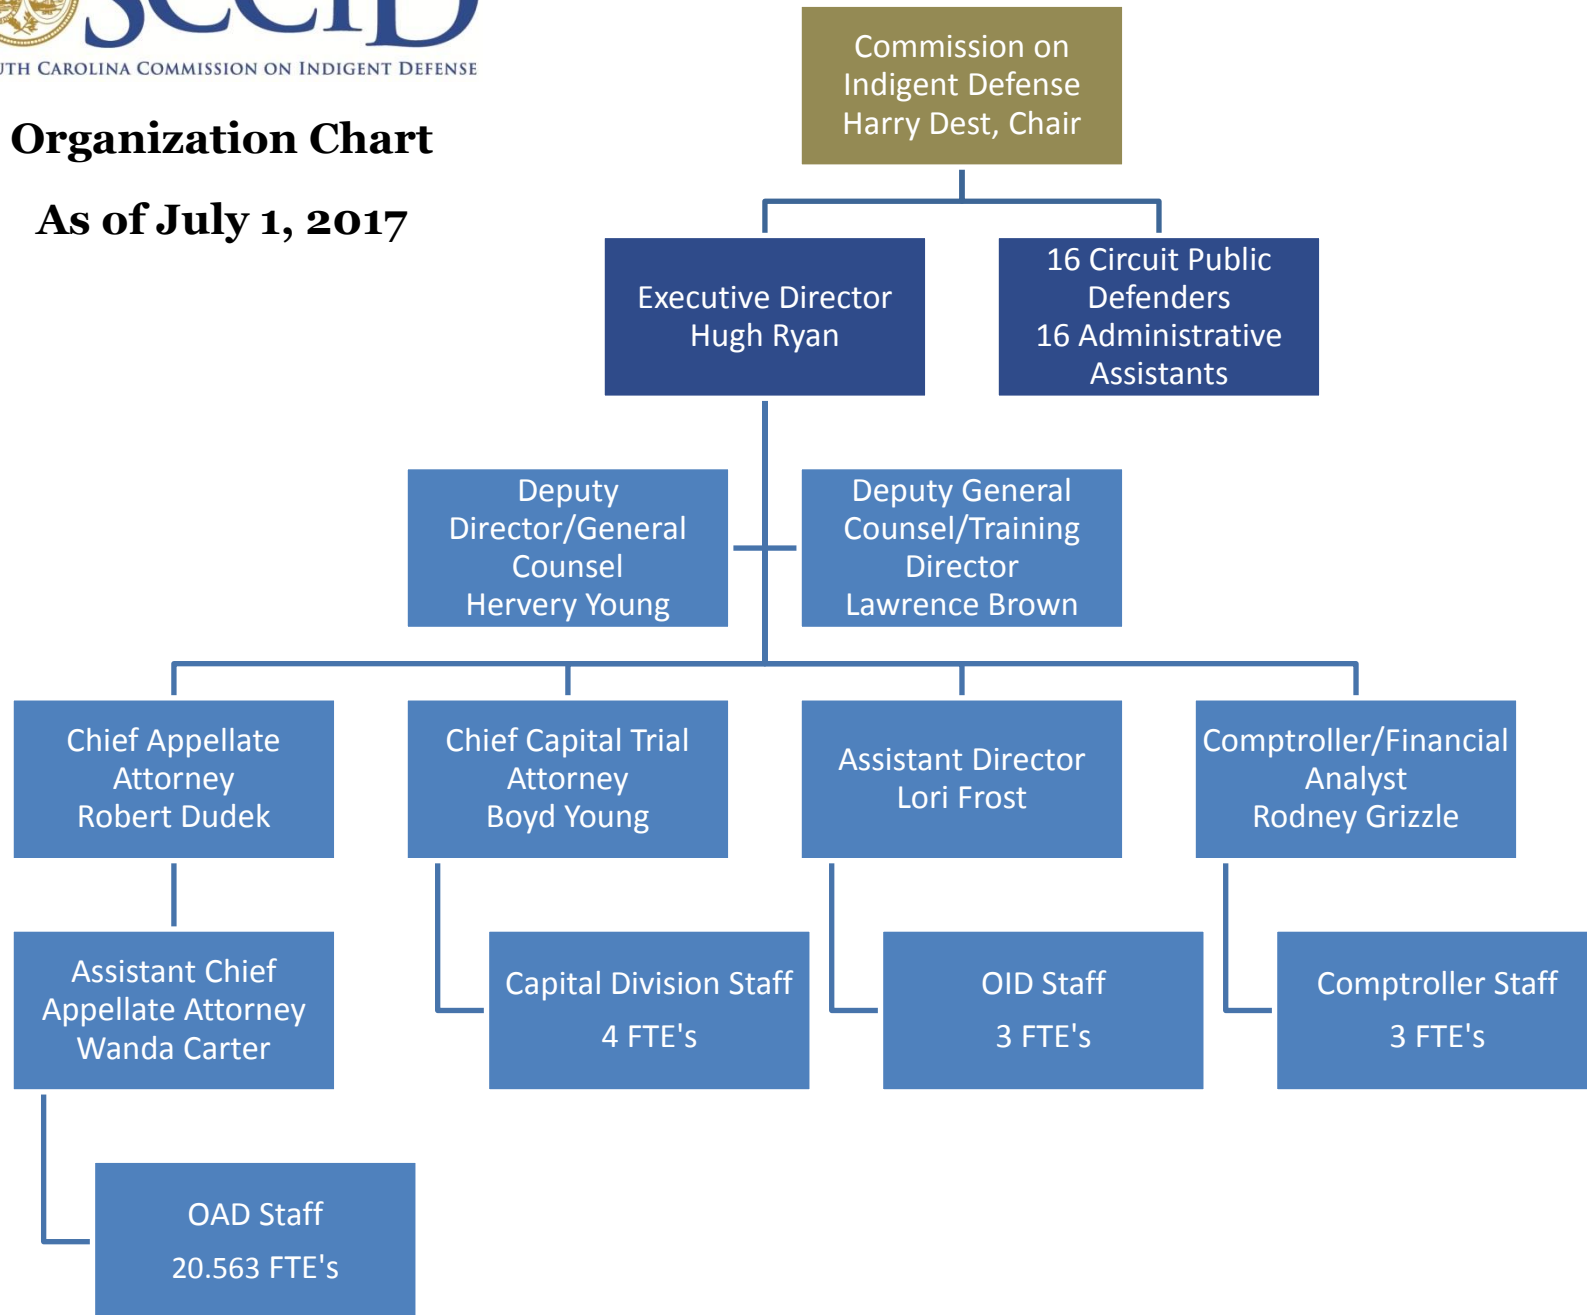 SCCID
CAROLINA COMMISSION ON INDIGENT DEFENSE
Organization Chart
As of July 1, 2017
Commission on
Indigent Defense
Harry Dest, Chair
Executive Director
Hugh Ryan
16 Circuit Public
Defenders
16 Administrative
Assistants
Deputy
Director/General
Counsel
Hervery Young
Deputy General
Counsel/Training
Director
Lawrence Brown
Chief Appellate
Attorney
Robert Dudek
Chief Capital Trial
Attorney
Boyd Young
Assistant Director
Lori Frost
Comptroller/Financial
Analyst
Rodney Grizzle
Assistant Chief
Appellate Attorney
Wanda Carter
Capital Division Staff
4 FTE's
OID Staff
3 FTE's
Comptroller Staff
3 FTE's
OAD Staff
20.563 FTE's